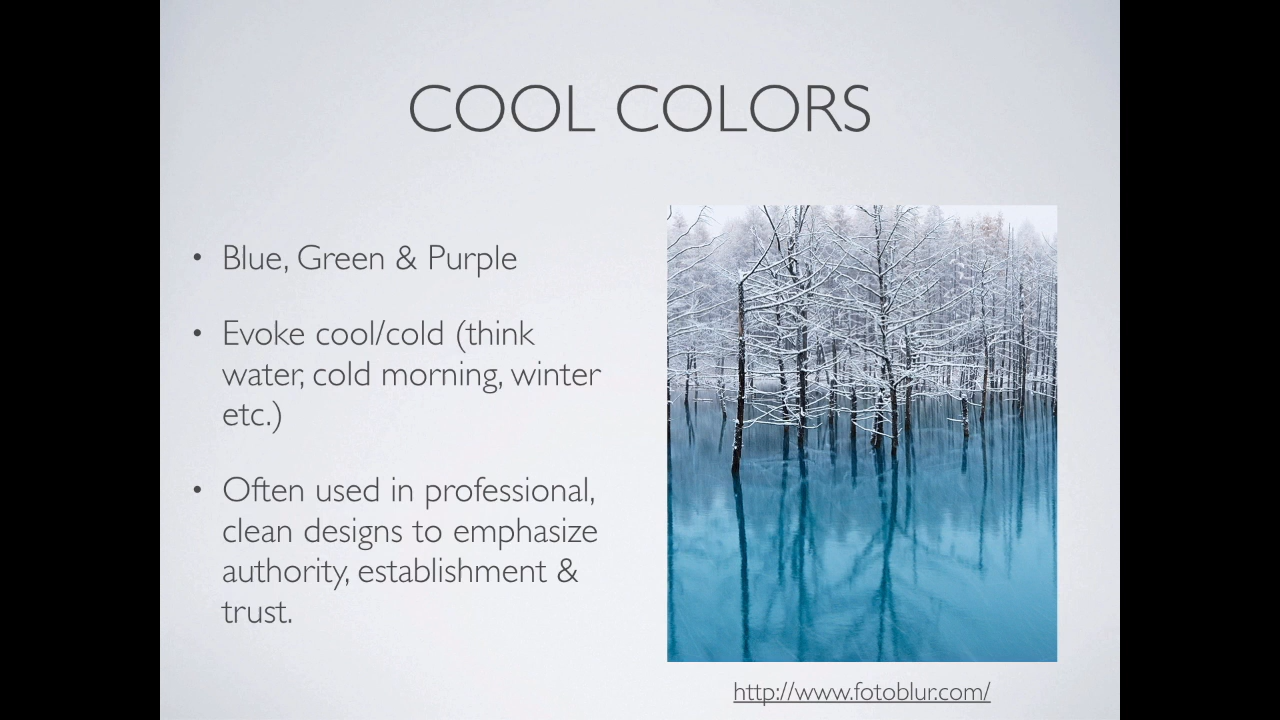 COOL COLORS
• Blue, Green & Purple
• Evoke cool/cold (think
water, cold morning, winter
etc.)
• Often used in professional,
clean designs to emphasize
authority, establishment &
trust.
http://www.fotoblur.com/